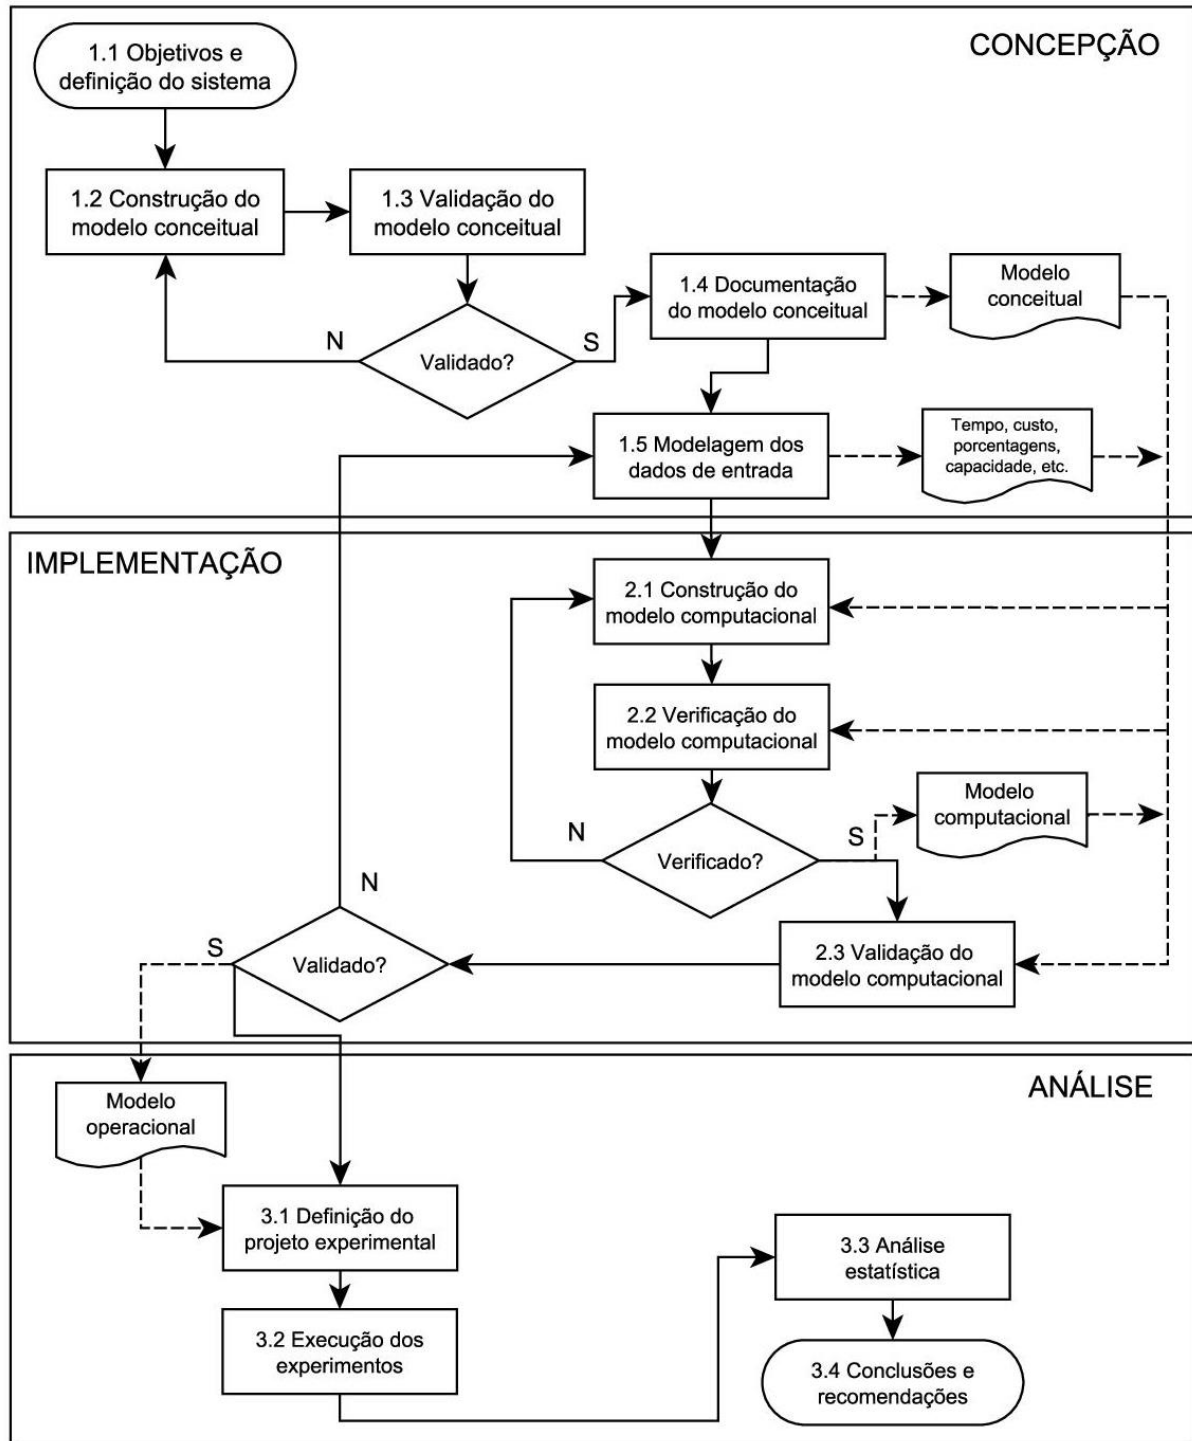 CONCEPÇÃO
1.1 Objetivos e
definição do sistema
1.2 Construção do
modelo conceitual
1.3 Validação do
modelo conceitual
Validado?
N
S
1.4 Documentação
do modelo conceitual
Modelo
conceitual
1.5 Modelagem dos
dados de entrada
Tempo, custo,
porcentagens,
capacidade, etc.
IMPLEMENTAÇÃO
2.1 Construção do
modelo computacional
2.2 Verificação do
modelo computacional
Verificado?
N
S
Modelo
computacional
2.3 Validação do
modelo computacional
Validado?
N
S
ANÁLISE
Modelo
operacional
3.1 Definição do
projeto experimental
3.2 Execução dos
experimentos
3.3 Análise
estatística
3.4 Conclusões e
recomendações